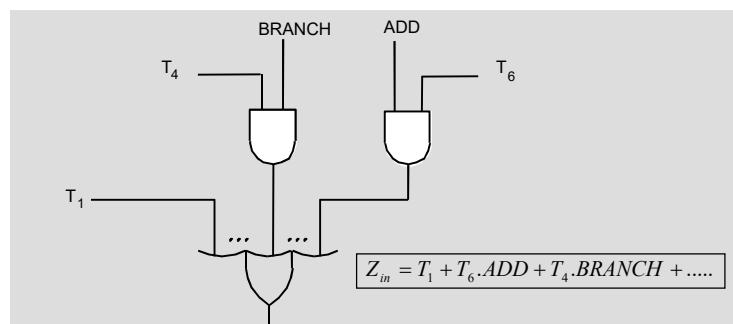 BRANCH ADD
T₄ T₆
T₁
... ...
Zᵢₙ = T₁ + T₆.ADD + T₄.BRANCH + .....